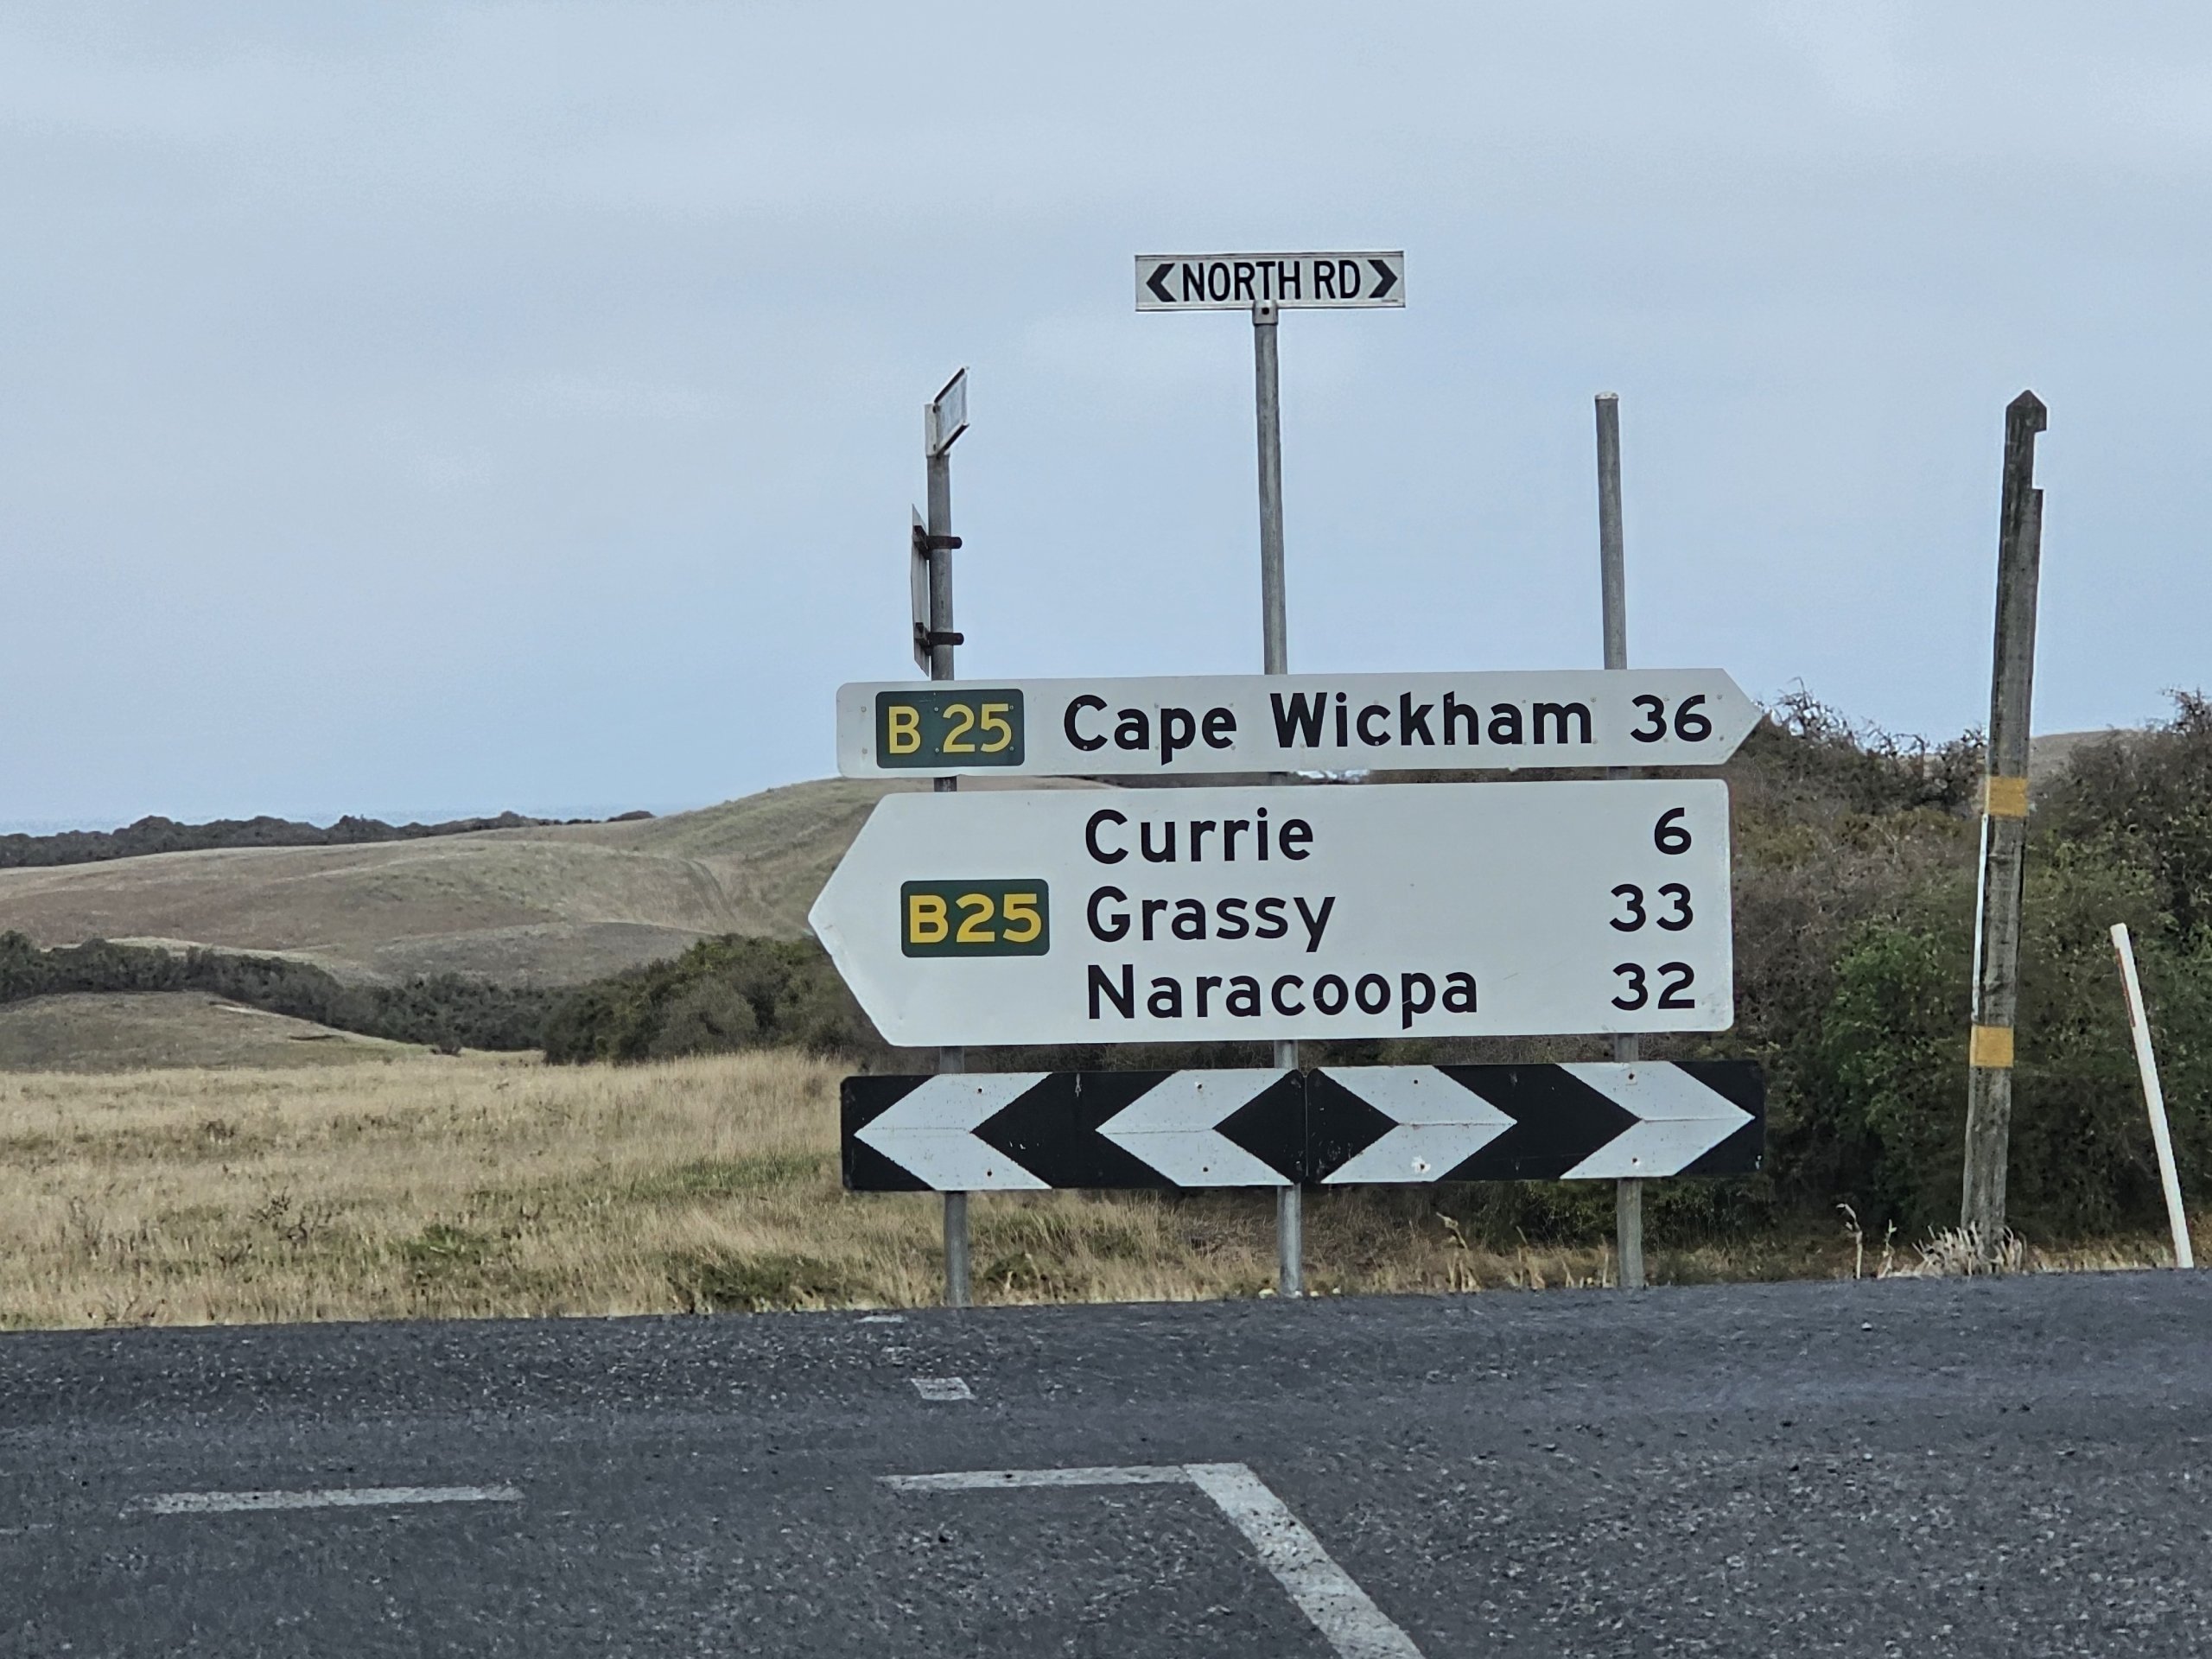 NORTH RD
B 25 Cape Wickham 36
Currie 6
B25 Grassy 33
Naracoopa 32